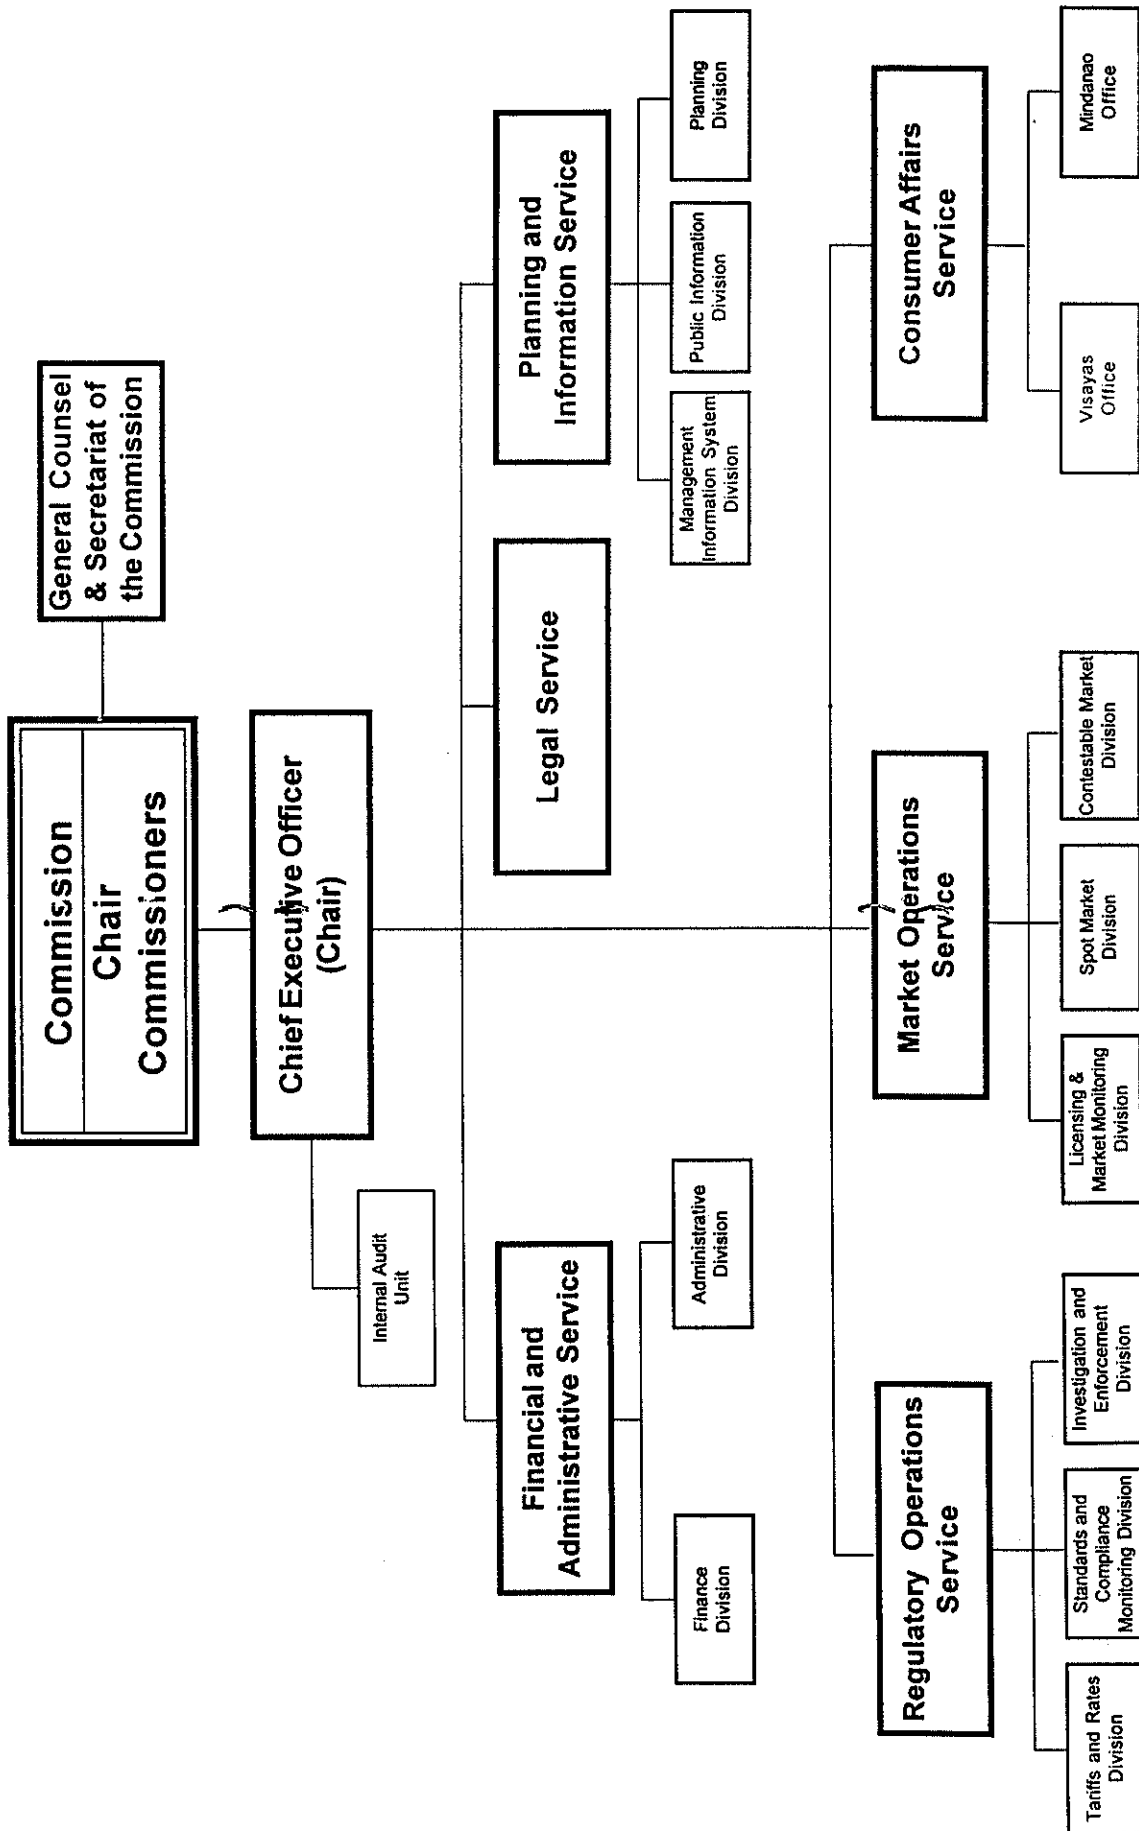 Commission
Chair
Commissioners
General Counsel
& Secretariat of
the Commission
Chief Executive Officer
(Chair)
Internal Audit
Unit
Financial and
Administrative Service
Legal Service
Planning and
Information Service
Finance
Division
Administrative
Division
Management
Information System
Division
Public Information
Division
Planning
Division
Regulatory Operations
Service
Market Operations
Service
Consumer Affairs
Service
Tariffs and Rates
Division
Standards and
Compliance
Monitoring Division
Investigation and
Enforcement
Division
Licensing &
Market Monitoring
Division
Spot Market
Division
Contestable Market
Division
Visayas
Office
Mindanao
Office